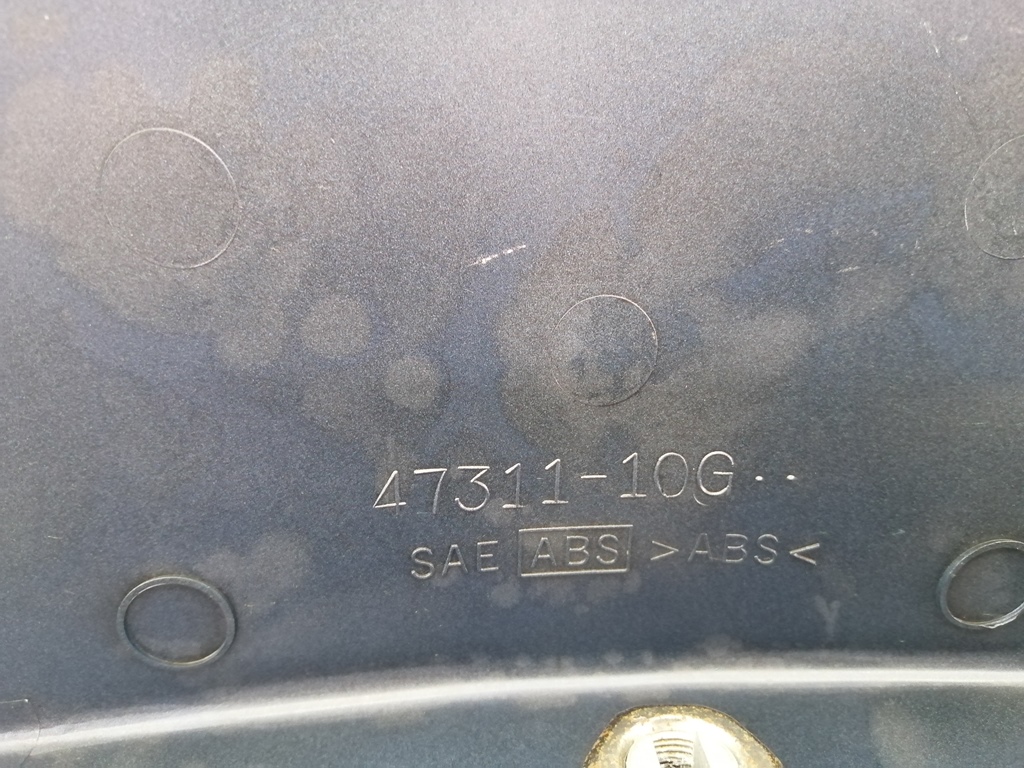 47311-10G..
SAE ABS >ABS<
Y